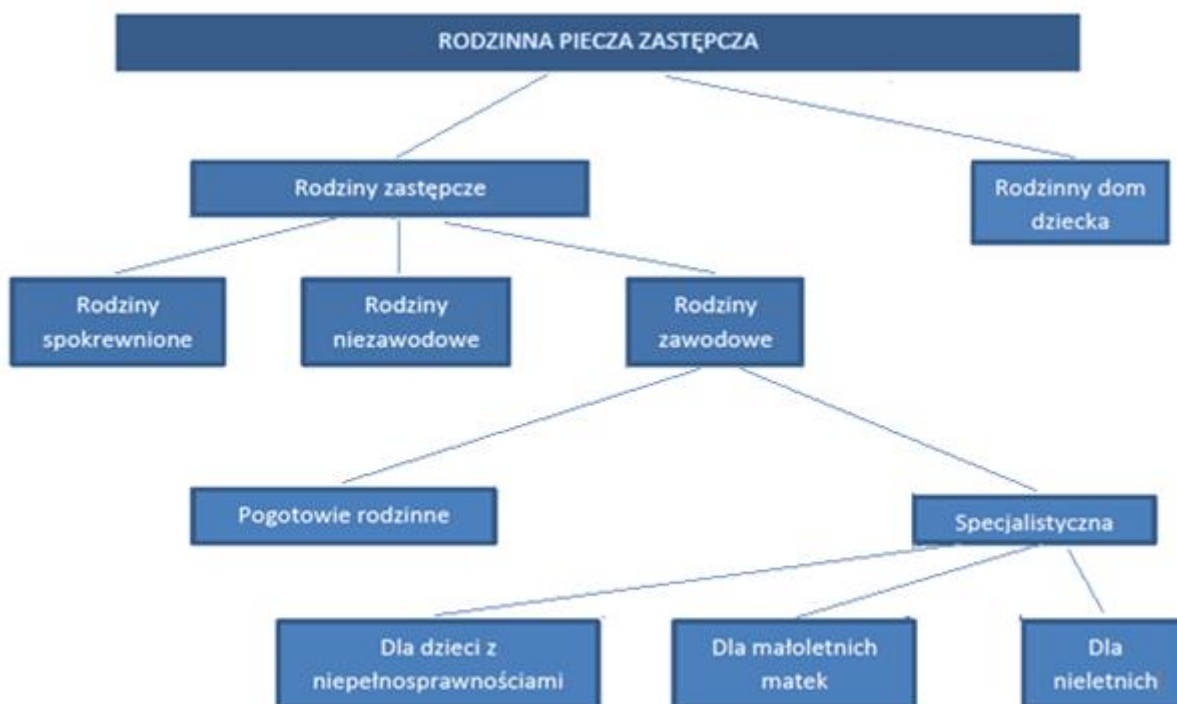 RODZINNA PIECZA ZASTĘPCZA
Rodziny zastępcze
Rodzinny dom
dziecka
Rodziny
spokrewnione
Rodziny
niezawodowe
Rodziny
zawodowe
Pogotowie rodzinne
Specjalistyczna
Dla dzieci z
niepełnosprawnościami
Dla małoletnich
matek
Dla
nieletnich